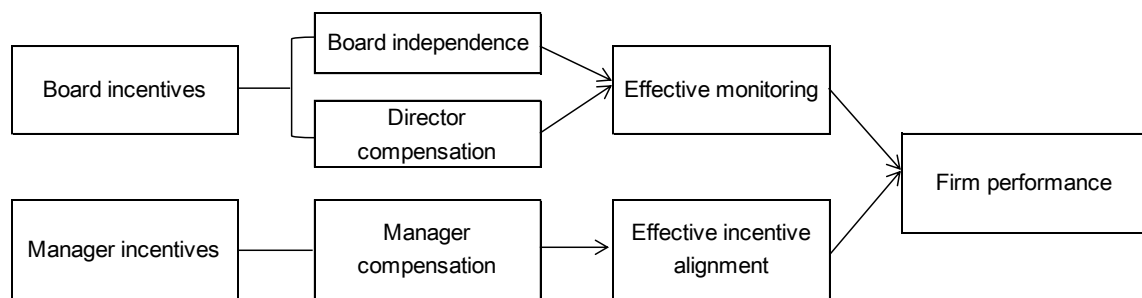 Board incentives
Board independence
Director
compensation
Effective monitoring
Firm performance
Manager incentives
Manager
compensation
Effective incentive
alignment